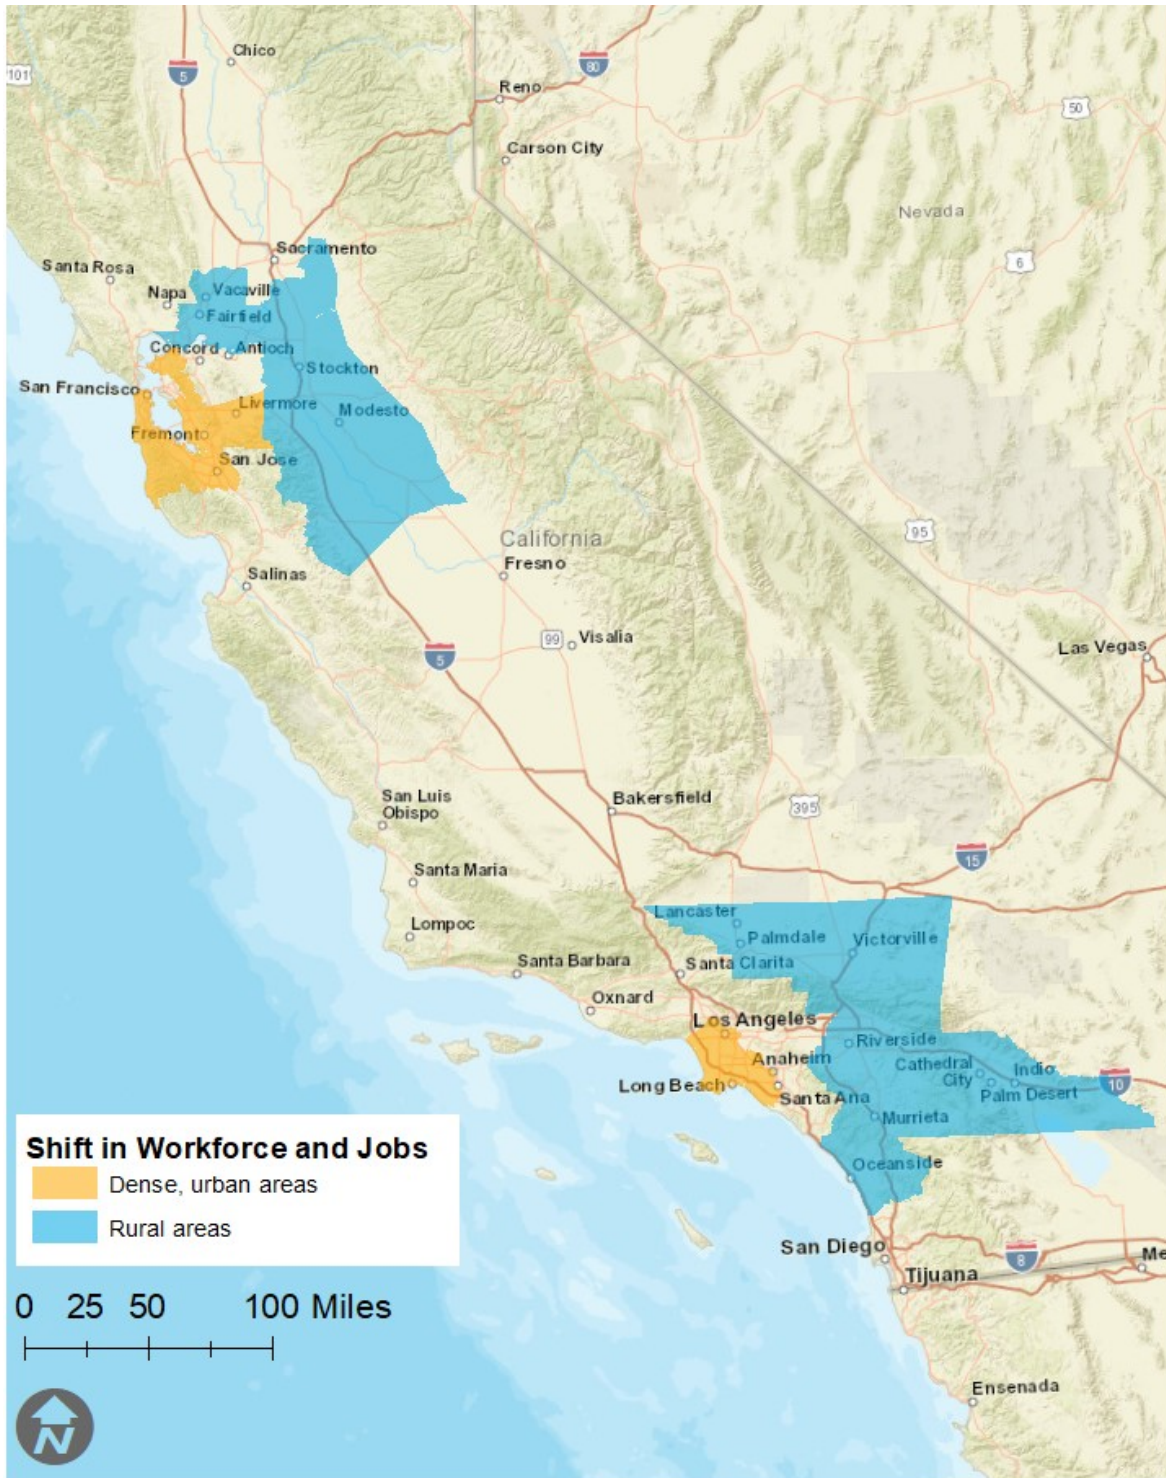 Chico
5
101
80
Reno
50
Carson City
Nevada
Sacramento
6
Santa Rosa
Vacaville
Napa
Fairfield
Concord
Antioch
Stockton
San Francisco
Livermore
Modesto
Fremont
San Jose
95
California
Fresno
Salinas
99
Visalia
5
Las Vegas
San Luis
Obispo
Bakersfield
395
15
Santa Maria
Lancaster
Lompoc
Palmdale
Victorville
Santa Barbara
Santa Clarita
Oxnard
Los Angeles
Riverside
Anaheim
Cathedral
City
Indio
10
Long Beach
Palm Desert
Santa Ana
Murrieta
Shift in Workforce and Jobs
Dense, urban areas
Oceanside
Rural areas
San Diego
8
Me
Tijuana
0 25 50 100 Miles
Ensenada
N